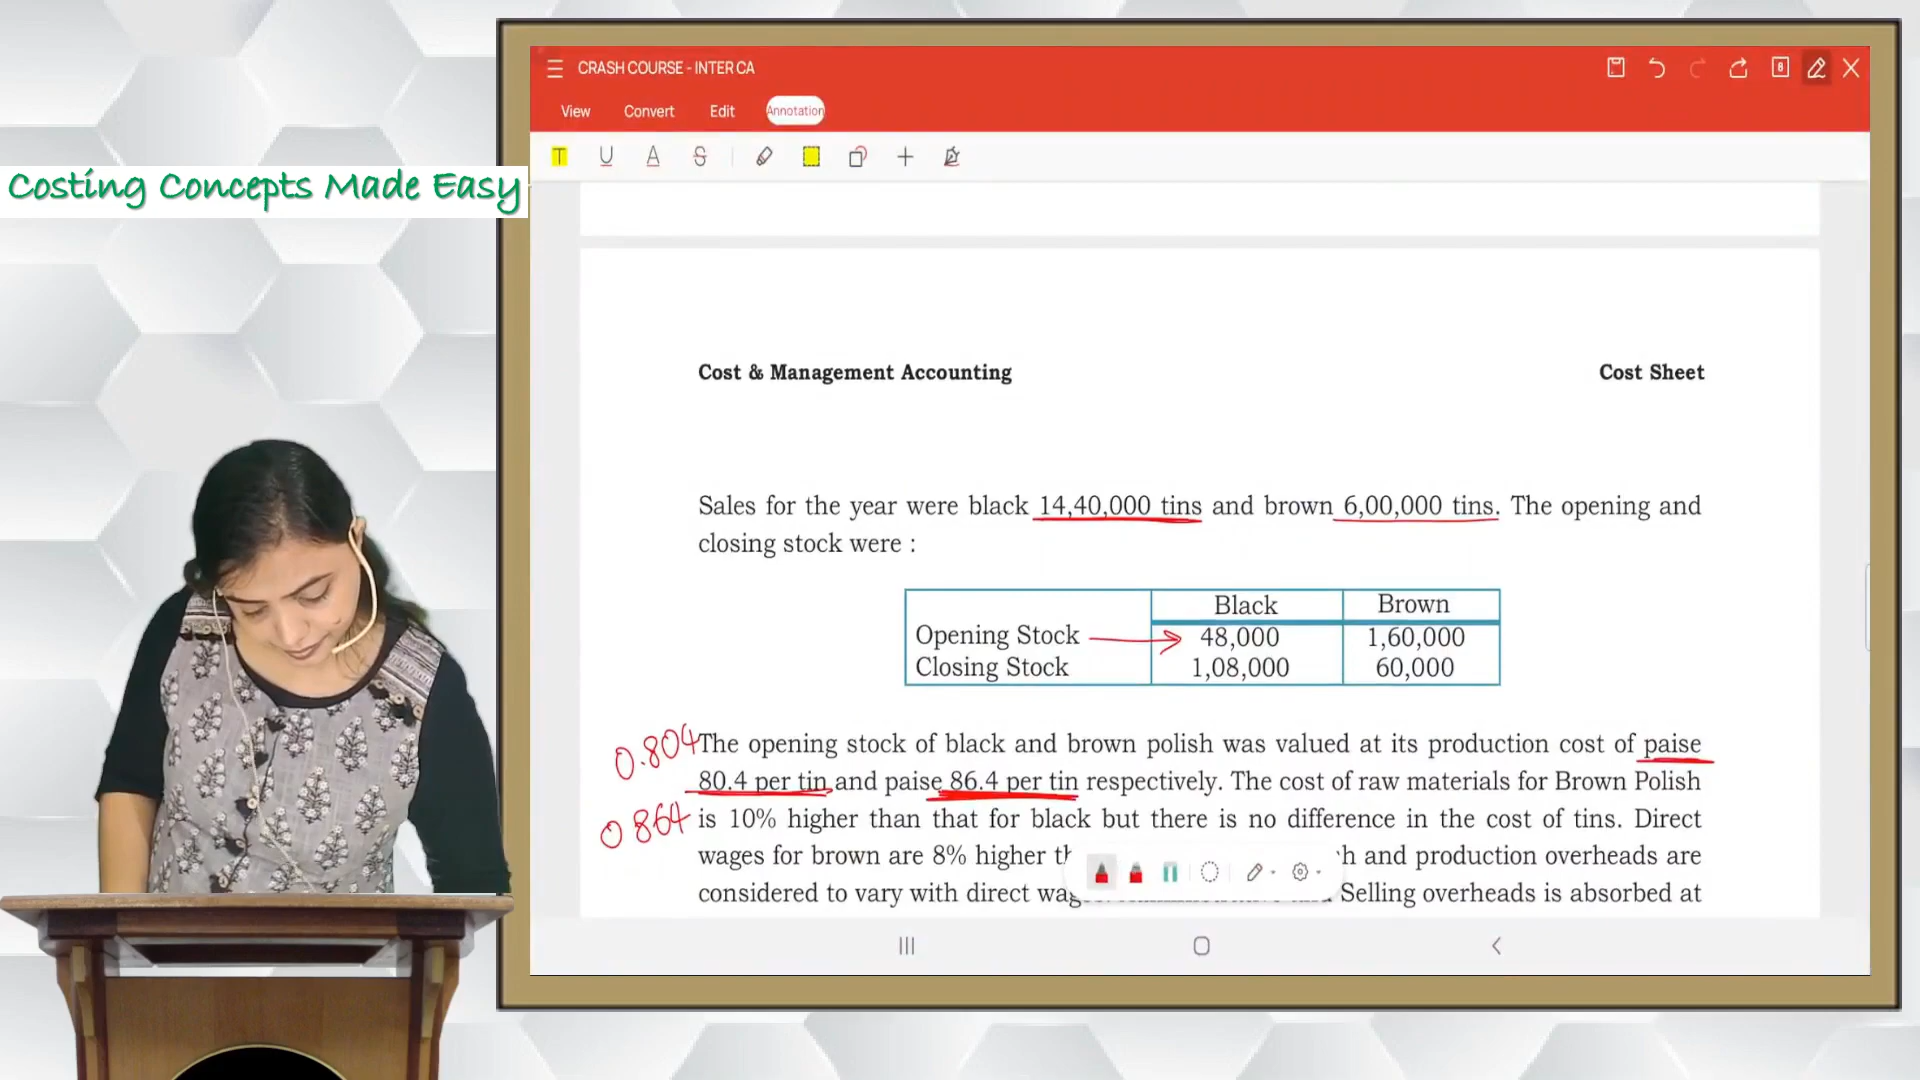 CRASH COURSE - INTER CA
View Convert Edit Annotation
T U A S
Costing Concepts Made Easy
Cost & Management Accounting Cost Sheet
Sales for the year were black 14,40,000 tins and brown 6,00,000 tins. The opening and
closing stock were :
Black Brown
Opening Stock 48,000 1,60,000
Closing Stock 1,08,000 60,000
0.804 The opening stock of black and brown polish was valued at its production cost of paise
80.4 per tin and paise 86.4 per tin respectively. The cost of raw materials for Brown Polish
0 864 is 10% higher than that for black but there is no difference in the cost of tins. Direct
wages for brown are 8% higher and production overheads are
considered to vary with direct Selling overheads is absorbed at